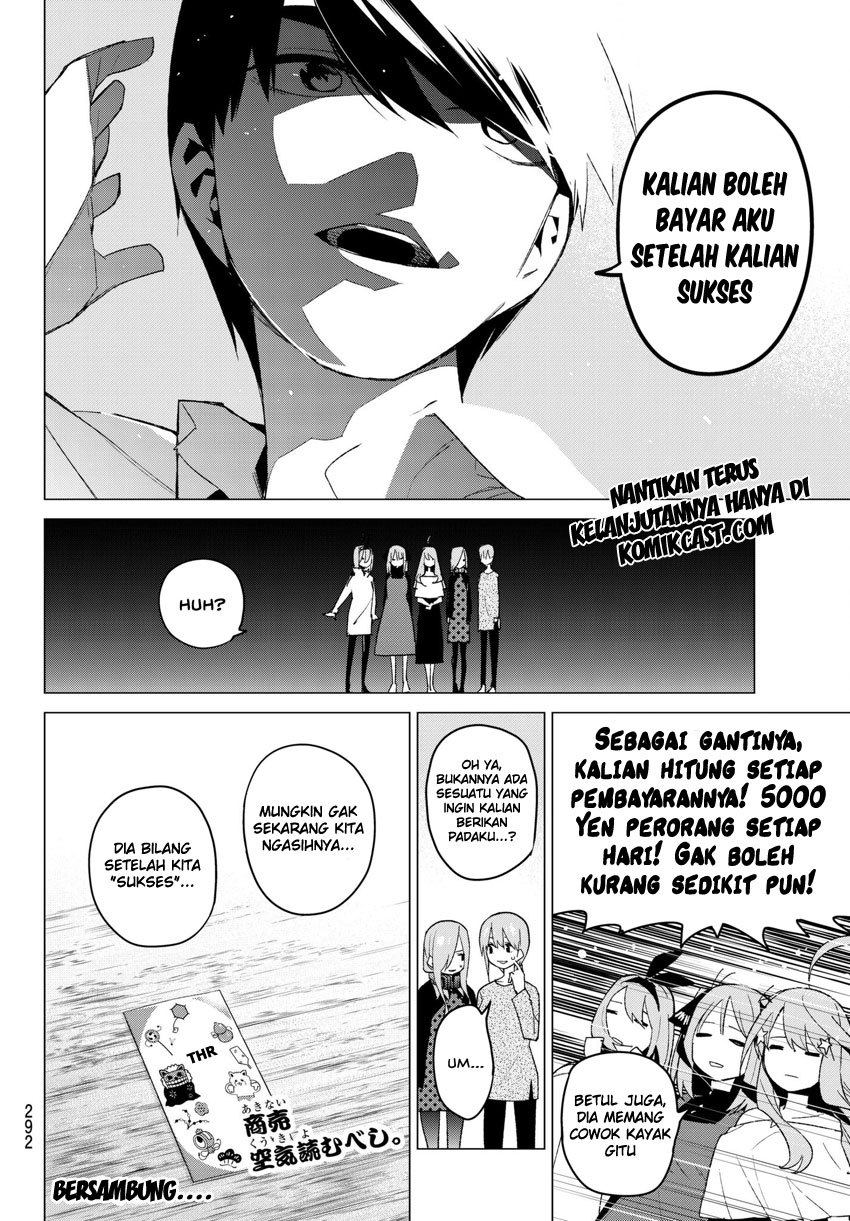 KALIAN BOLEH
BAYAR AKU
SETELAH KALIAN
SUKSES
NANTIKAN TERUS
KELANJUTANNYA HANYA DI
KOMIKCAST.COM
HUH?
SEBAGAI GANTINYA,
KALIAN HITUNG SETIAP
PEMBAYARANNYA! 5000
YEN PERORANG SETIAP
HARI! GAK BOLEH
KURANG SEDIKIT PUN!
BETUL JUGA,
DIA MEMANG
COWOK KAYAK
GITU
OH YA,
BUKANNYA ADA
SESUATU YANG
INGIN KALIAN
BERIKAN
PADAKU...?
UM...
MUNGKIN GAK
SEKARANG KITA
NGASIHNYA...
DIA BILANG
SETELAH KITA
"SUKSES"...
THR
あきない
商売
くうきよ
空気読むべし。
BERSAMBUNG....
292